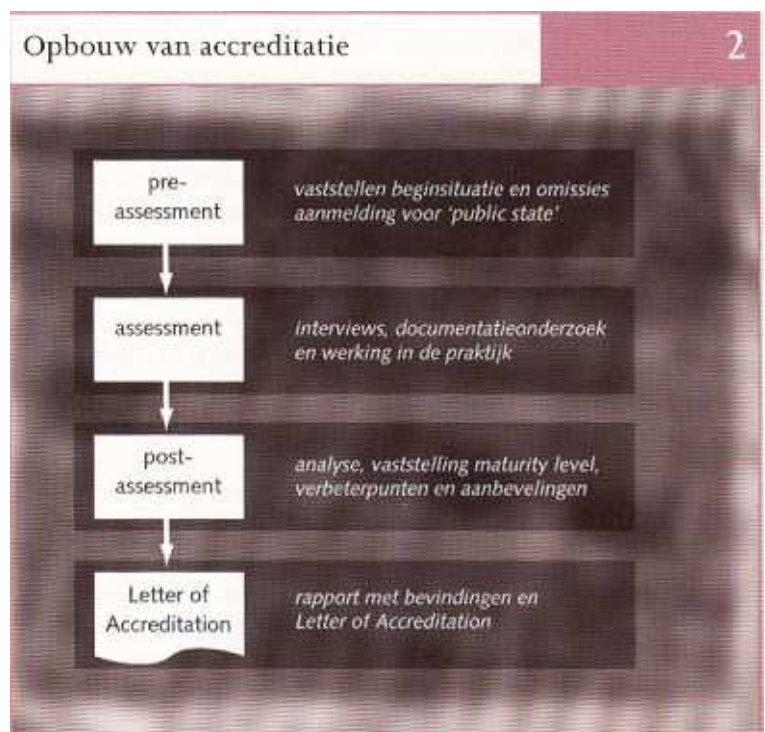 Opbouw van accreditatie
2
pre-
assessment
vaststellen beginsituatie en omissies
aanmelding voor 'public state'
assessment
interviews, documentatieonderzoek
en werking in de praktijk
post-
assessment
analyse, vaststelling maturity level,
verbeterpunten en aanbevelingen
Letter of
Accreditation
rapport met bevindingen en
Letter of Accreditation